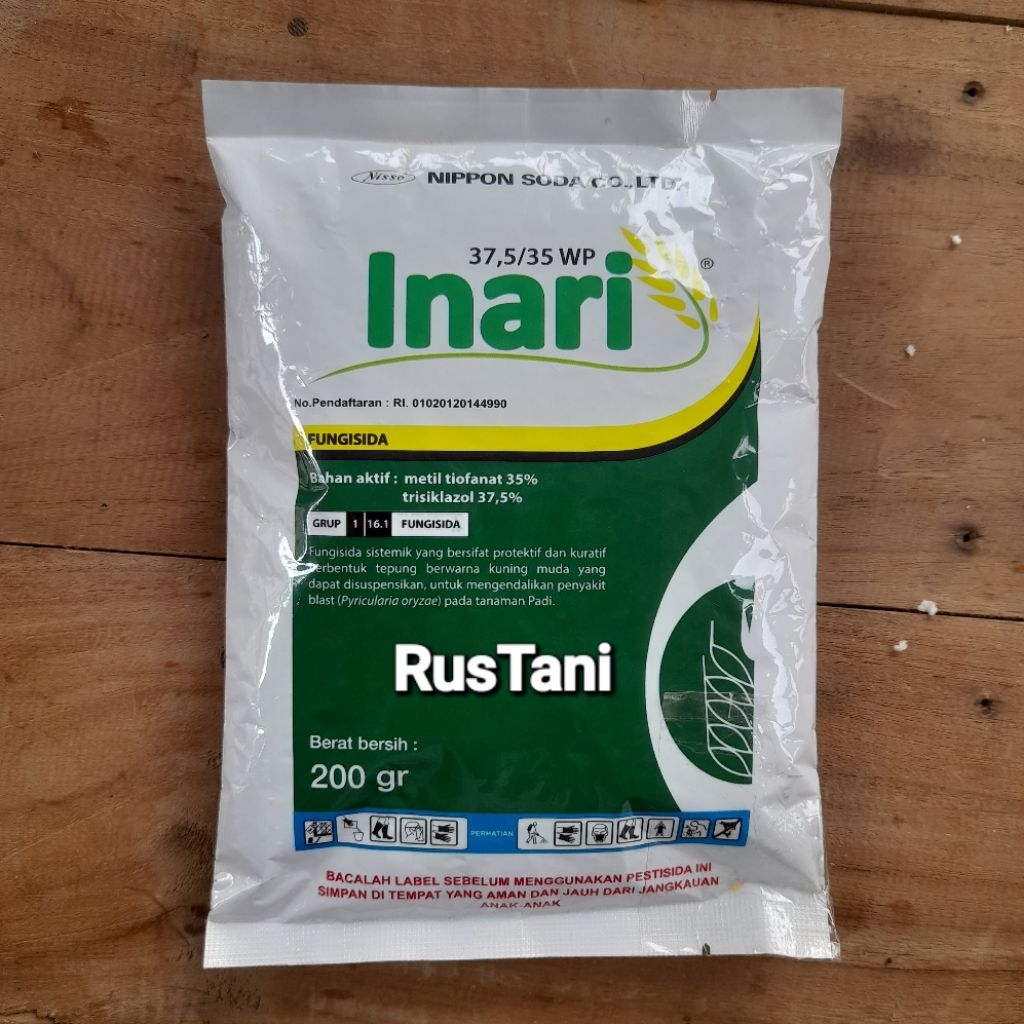 Nisso NIPPON SODA CO.,LTD.
37,5/35 WP
Inari ®
No.Pendaftaran : RI. 01020120144990
FUNGISIDA
Bahan aktif : metil tiofanat 35%
trisiklazol 37,5%
GRUP 1 16.1 FUNGISIDA
Fungisida sistemik yang bersifat protektif dan kuratif
berbentuk tepung berwarna kuning muda yang
dapat disuspensikan, untuk mengendalikan penyakit
blast (Pyricularia oryzae) pada tanaman Padi.
RusTani
Berat bersih :
200 gr
PERHATIAN
BACALAH LABEL SEBELUM MENGGUNAKAN PESTISIDA INI
SIMPAN DI TEMPAT YANG AMAN DAN JAUH DARI JANGKAUAN
ANAK-ANAK